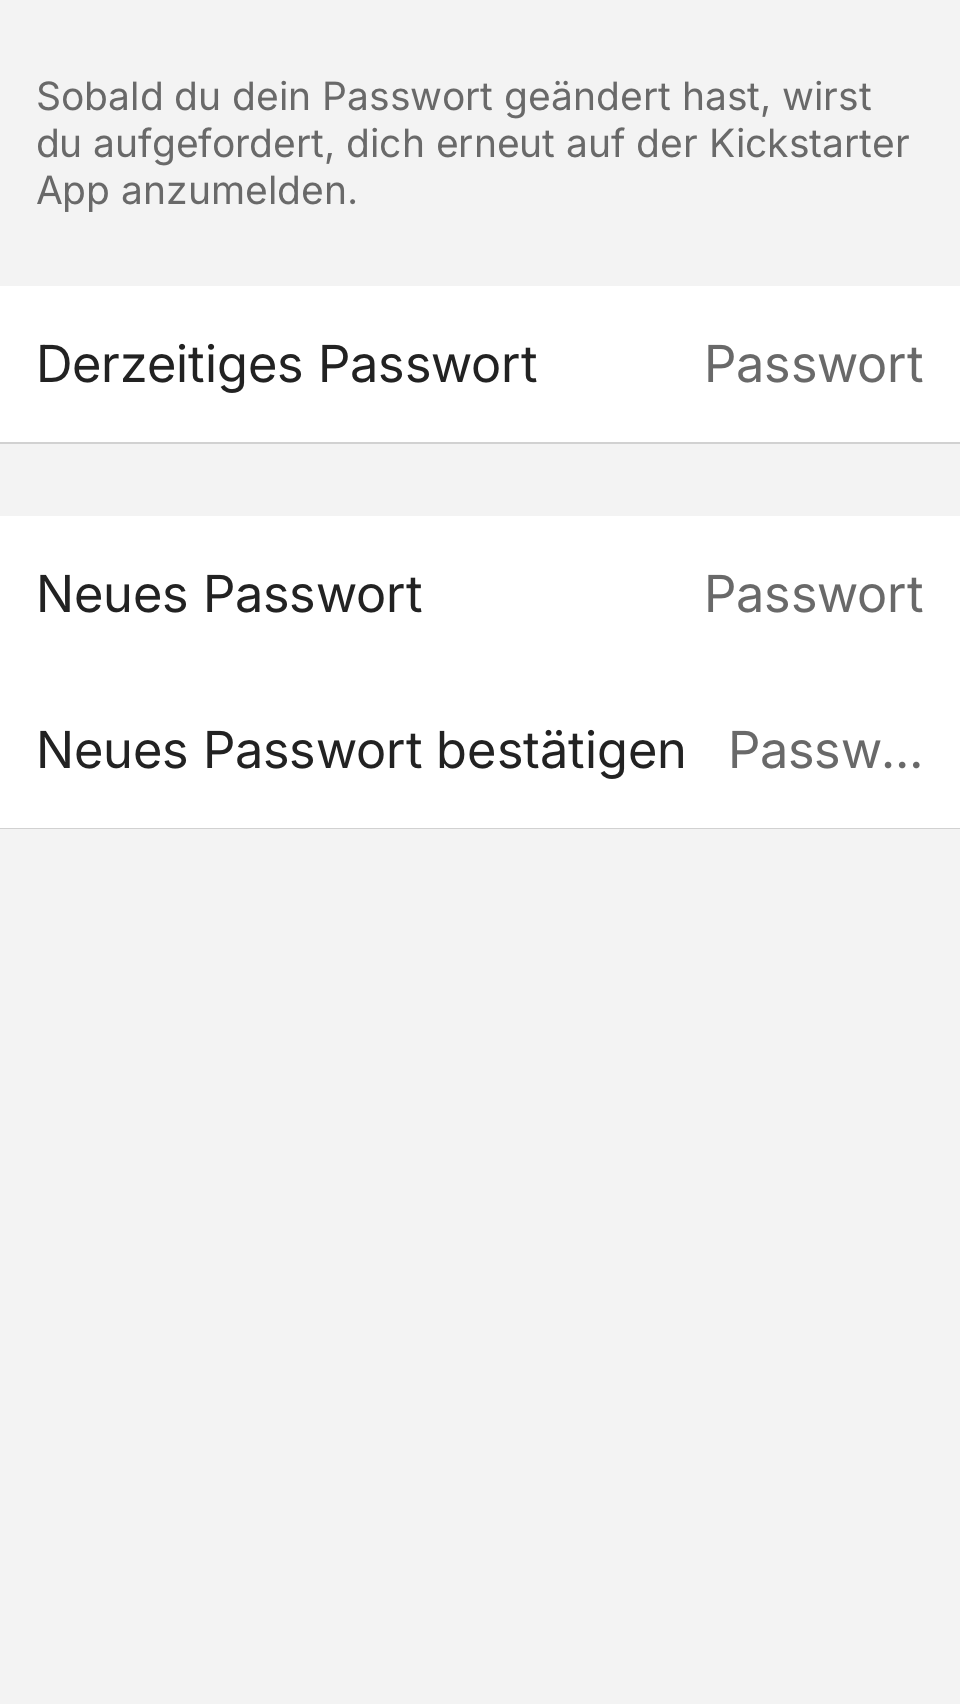 Sobald du dein Passwort geändert hast, wirst
du aufgefordert, dich erneut auf der Kickstarter
App anzumelden.
Derzeitiges Passwort Passwort
Neues Passwort Passwort
Neues Passwort bestätigen Passw...